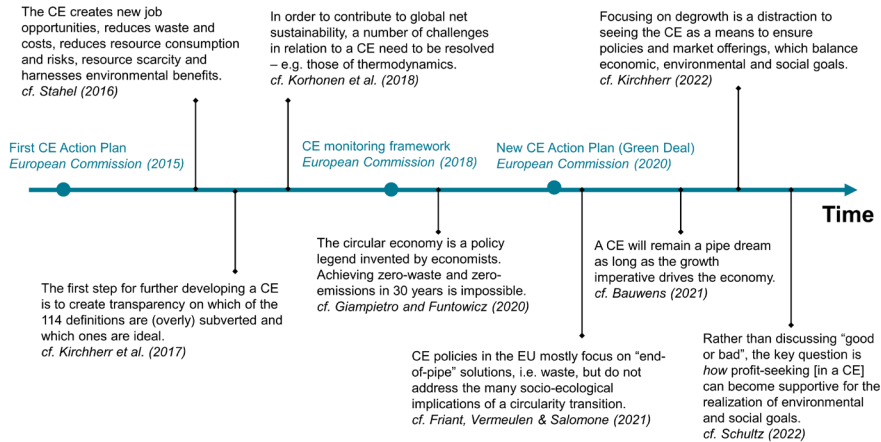 The CE creates new job
opportunities, reduces waste and
costs, reduces resource consumption
and risks, resource scarcity and
harnesses environmental benefits.
cf. Stahel (2016)
In order to contribute to global net
sustainability, a number of challenges
in relation to a CE need to be resolved
– e.g. those of thermodynamics.
cf. Korhonen et al. (2018)
Focusing on degrowth is a distraction to
seeing the CE as a means to ensure
policies and market offerings, which balance
economic, environmental and social goals.
cf. Kirchherr (2022)
First CE Action Plan
European Commission (2015)
CE monitoring framework
European Commission (2018)
New CE Action Plan (Green Deal)
European Commission (2020)
Time
The first step for further developing a CE
is to create transparency on which of the
114 definitions are (overly) subverted and
which ones are ideal.
cf. Kirchherr et al. (2017)
The circular economy is a policy
legend invented by economists.
Achieving zero-waste and zero-
emissions in 30 years is impossible.
cf. Giampietro and Funtowicz (2020)
CE policies in the EU mostly focus on “end-
of-pipe” solutions, i.e. waste, but do not
address the many socio-ecological
implications of a circularity transition.
cf. Friant, Vermeulen & Salomone (2021)
A CE will remain a pipe dream
as long as the growth
imperative drives the economy.
cf. Bauwens (2021)
Rather than discussing “good
or bad”, the key question is
how profit-seeking [in a CE]
can become supportive for the
realization of environmental
and social goals.
cf. Schultz (2022)